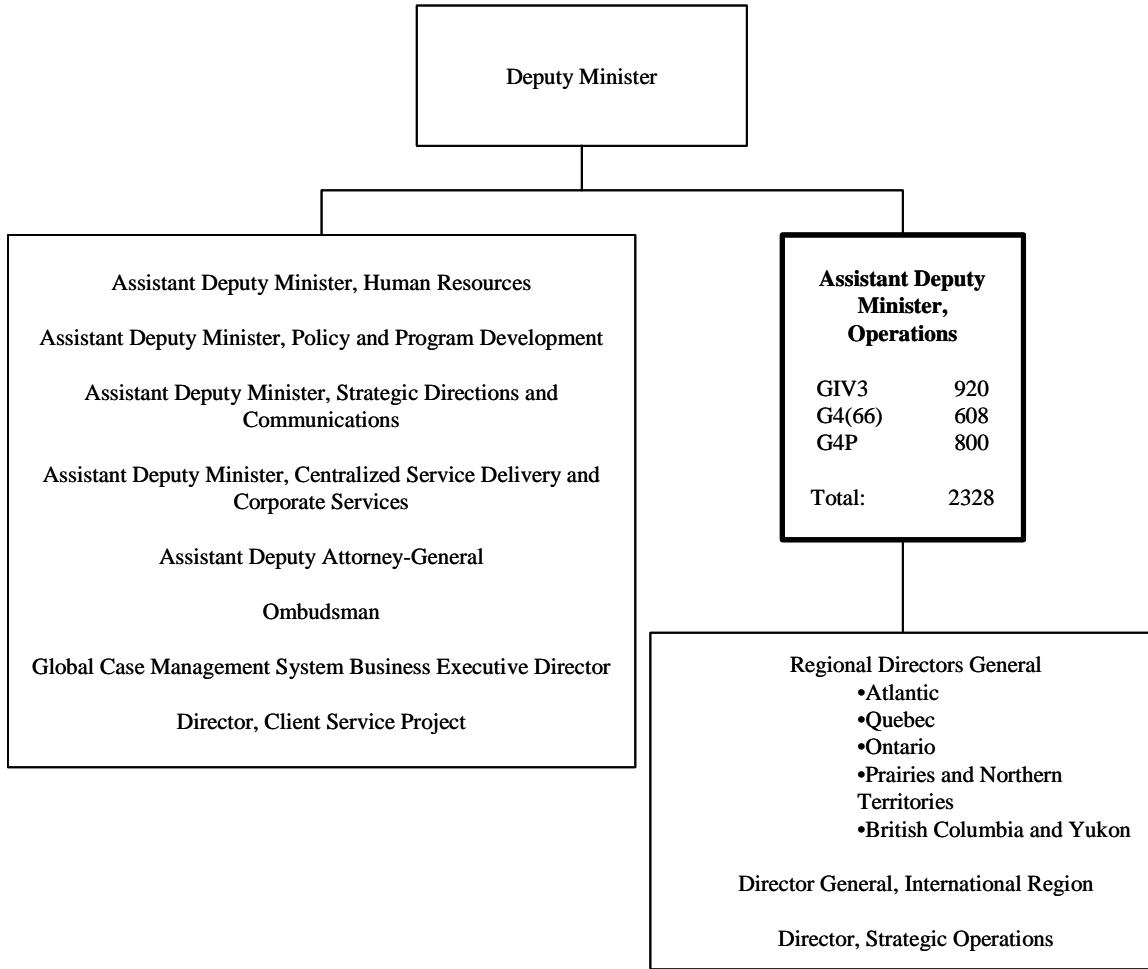 Deputy Minister
Assistant Deputy Minister, Human Resources
Assistant Deputy Minister, Policy and Program Development
Assistant Deputy Minister, Strategic Directions and
Communications
Assistant Deputy Minister, Centralized Service Delivery and
Corporate Services
Assistant Deputy Attorney-General
Ombudsman
Global Case Management System Business Executive Director
Director, Client Service Project
Assistant Deputy
Minister,
Operations
GIV3 920
G4(66) 608
G4P 800
Total: 2328
Regional Directors General
•Atlantic
•Quebec
•Ontario
•Prairies and Northern
Territories
•British Columbia and Yukon
Director General, International Region
Director, Strategic Operations